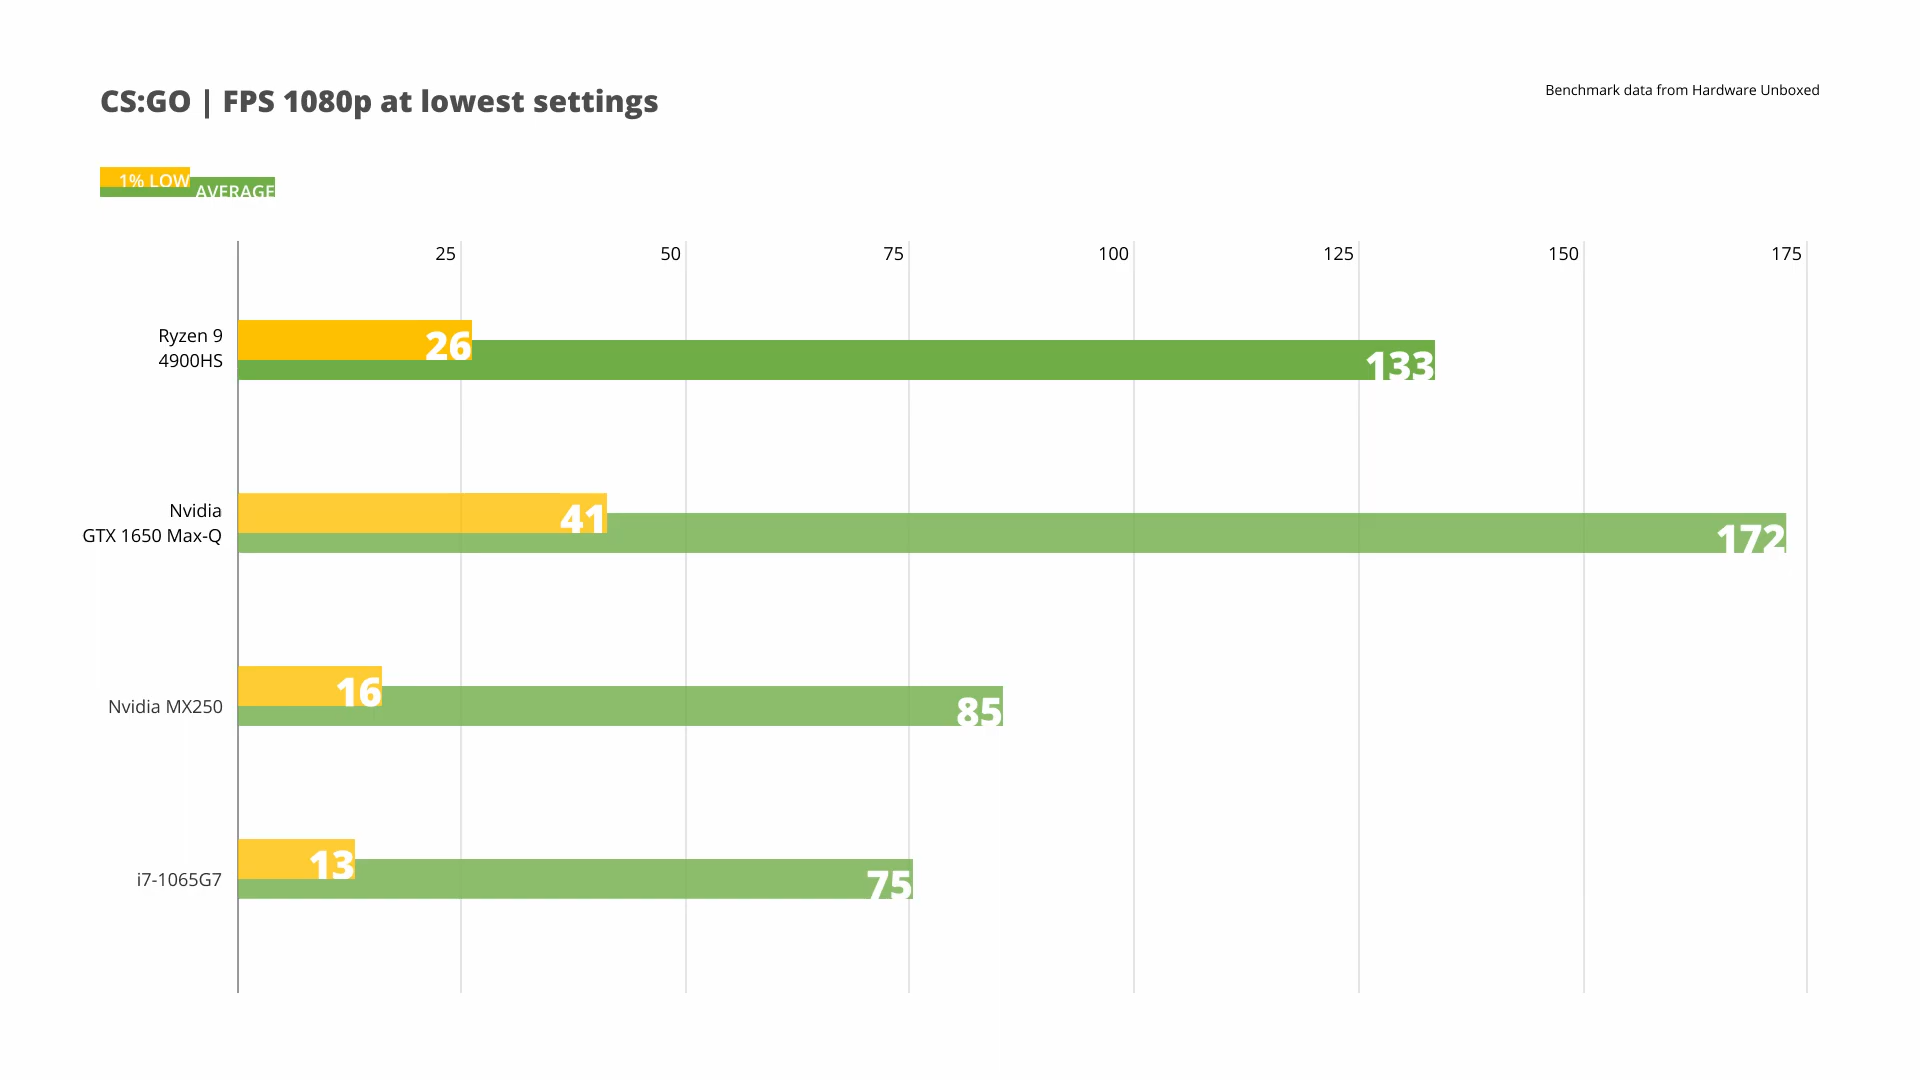 CS:GO | FPS 1080p at lowest settings
Benchmark data from Hardware Unboxed
1% LOW
AVERAGE
25 50 75 100 125 150 175
Ryzen 9
4900HS
26
133
Nvidia
GTX 1650 Max-Q
41
172
Nvidia MX250
16
85
i7-1065G7
13
75